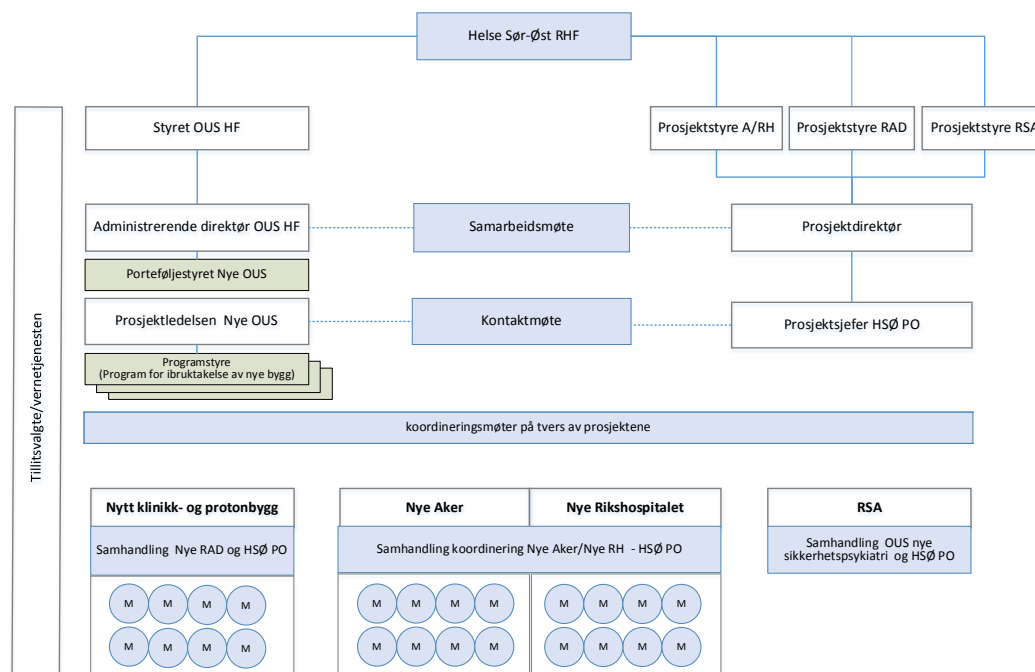 Helse Sør-Øst RHF
Styret OUS HF
Prosjektstyre A/RH
Prosjektstyre RAD
Prosjektstyre RSA
Administrerende direktør OUS HF
Samarbeidsmøte
Prosjektdirektør
Porteføljestyret Nye OUS
Prosjektledelsen Nye OUS
Kontaktmøte
Prosjektsjefer HSØ PO
Programstyre
(Program for ibruktakelse av nye bygg)
Tillitsvalgte/vernetjenesten
koordineringsmøter på tvers av prosjektene
Nytt klinikk- og protonbygg
Nye Aker
Nye Rikshospitalet
RSA
Samhandling Nye RAD og HSØ PO
Samhandling koordinering Nye Aker/Nye RH - HSØ PO
Samhandling OUS nye
sikkerhetspsykiatri og HSØ PO
M M M M
M M M M
M M M M
M M M M
M M M M
M M M M